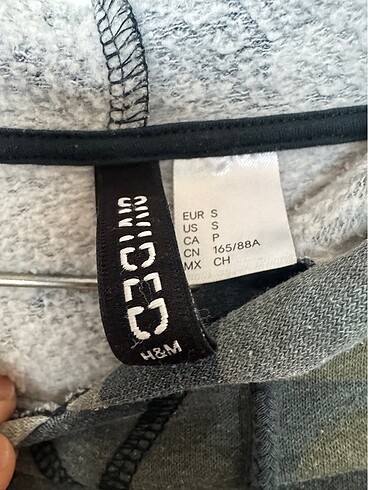 DIVIDED
H&M
EUR S
US S
CA P
CN 165/88A
MX CH